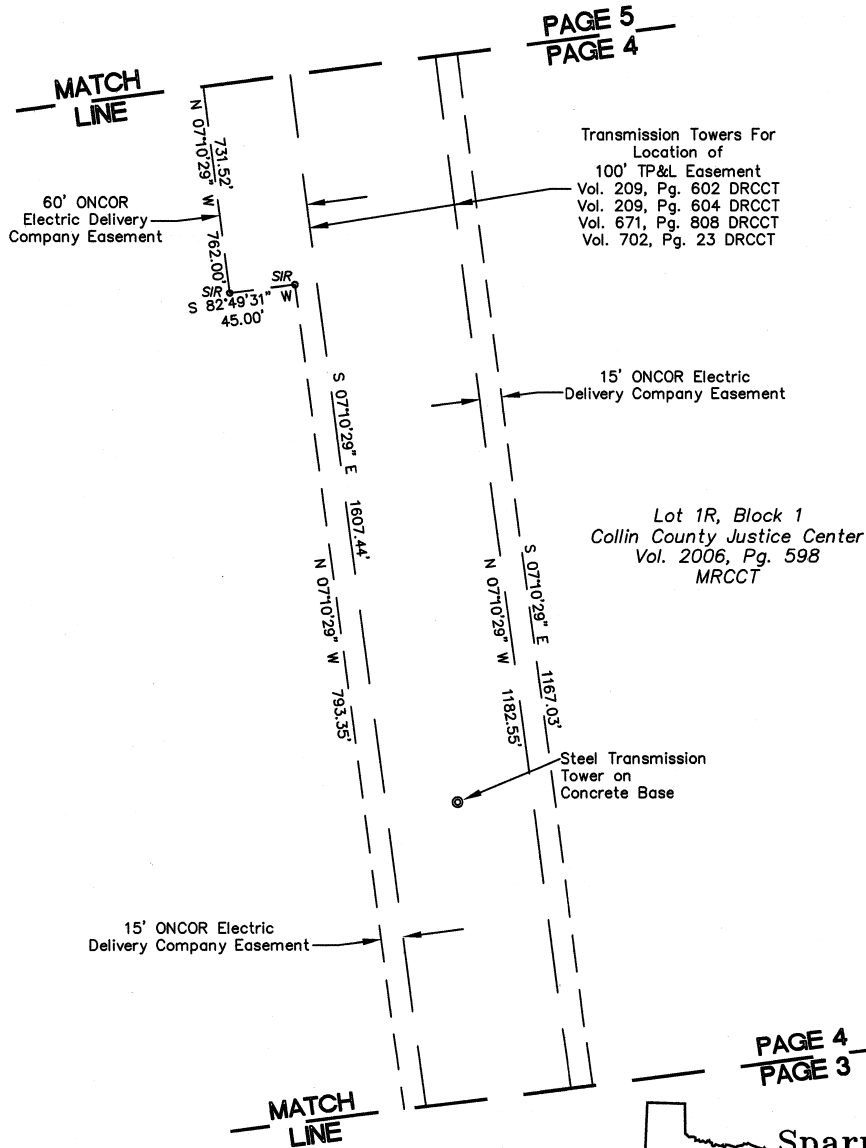 PAGE 5
PAGE 4
MATCH
LINE
Transmission Towers For
Location of
100' TP&L Easement
Vol. 209, Pg. 602 DRCCT
Vol. 209, Pg. 604 DRCCT
Vol. 671, Pg. 808 DRCCT
Vol. 702, Pg. 23 DRCCT
N 07°10'29" W 762.00'
731.52'
60' ONCOR
Electric Delivery
Company Easement
SIR
SIR
S 82°49'31" W
45.00'
15' ONCOR Electric
Delivery Company Easement
S 07°10'29" E 1607.44'
Lot 1R, Block 1
Collin County Justice Center
Vol. 2006, Pg. 598
MRCCT
N 07°10'29" W 793.35'
N 07°10'29" W 1182.55'
S 07°10'29" E 1167.03'
Steel Transmission
Tower on
Concrete Base
15' ONCOR Electric
Delivery Company Easement
PAGE 4
PAGE 3
MATCH
LINE